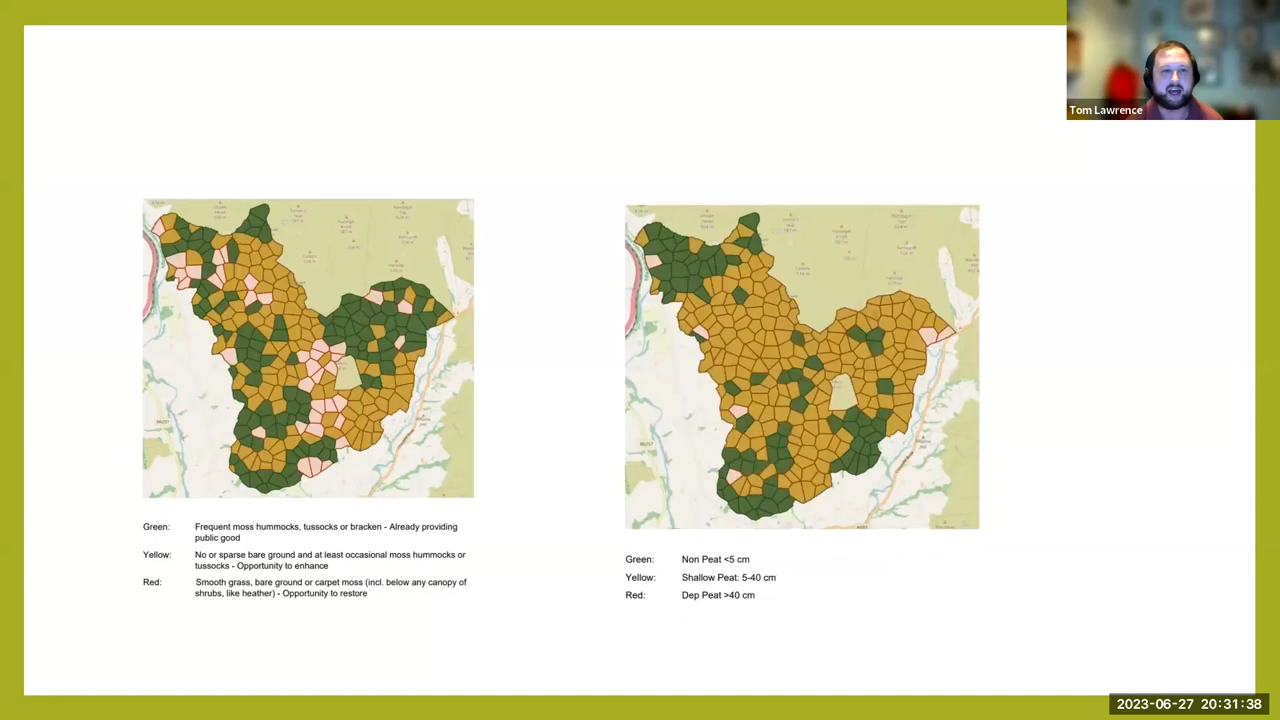 Tom Lawrence
Green: Frequent moss hummocks, tussocks or bracken - Already providing
public good
Yellow: No or sparse bare ground and at least occasional moss hummocks or
tussocks - Opportunity to enhance
Red: Smooth grass, bare ground or carpet moss (incl. below any canopy of
shrubs, like heather) - Opportunity to restore
Green: Non Peat <5 cm
Yellow: Shallow Peat: 5-40 cm
Red: Dep Peat >40 cm
2023-06-27 20:31:38